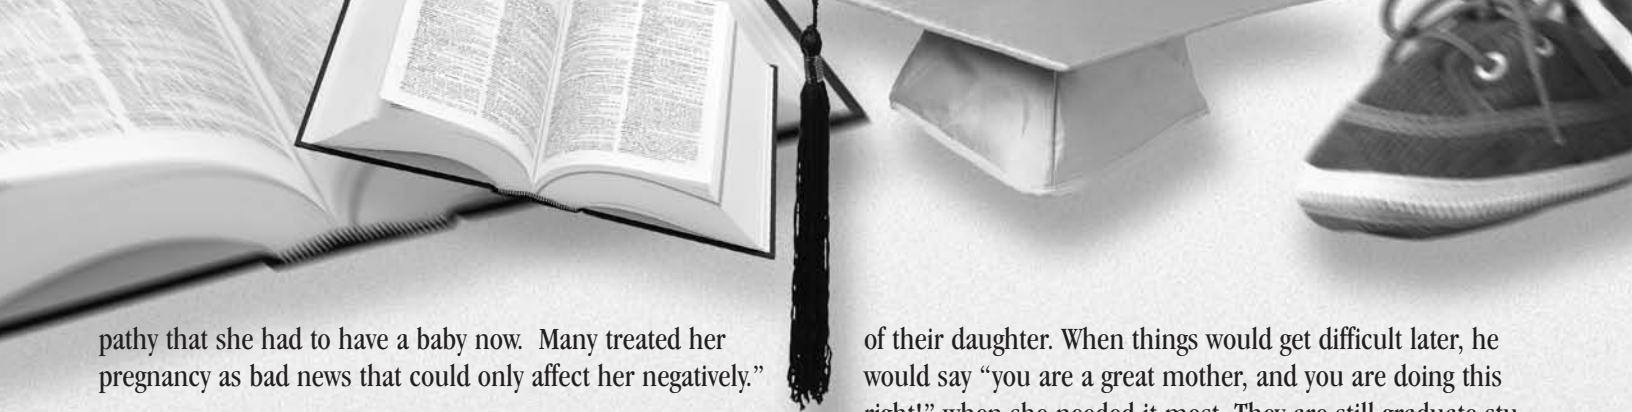 pathy that she had to have a baby now.  Many treated her
pregnancy as bad news that could only affect her negatively.”
of their daughter. When things would get difficult later, he
would say “you are a great mother, and you are doing this
right!” when she needed it most. They are still graduate stu-